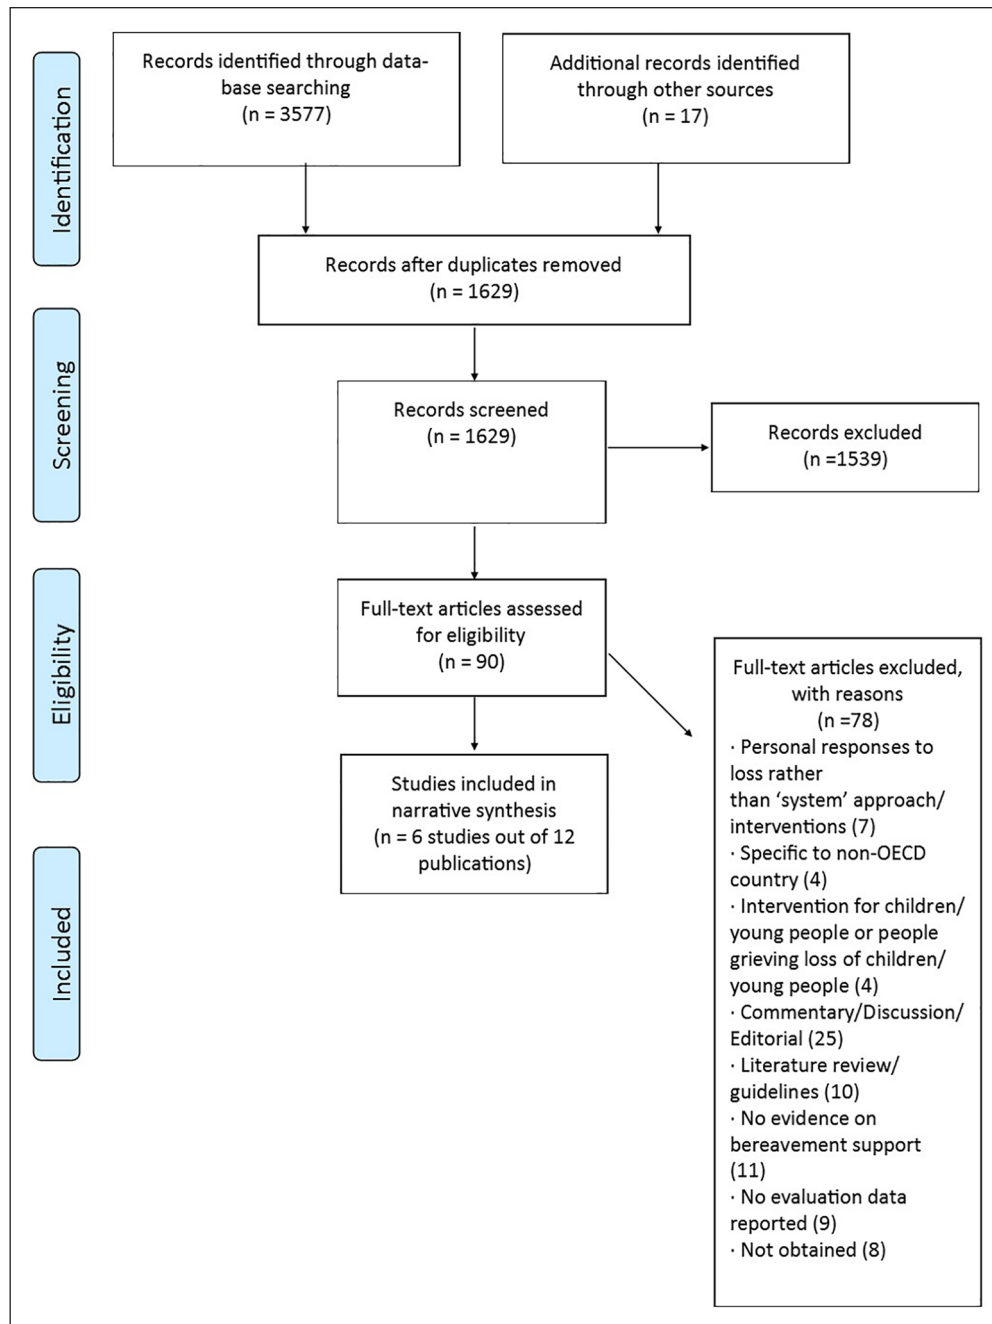 Identification
Records identified through data-
base searching
(n = 3577)
Additional records identified
through other sources
(n = 17)
Records after duplicates removed
(n = 1629)
Screening
Records screened
(n = 1629)
Records excluded
(n =1539)
Eligibility
Full-text articles assessed
for eligibility
(n = 90)
Full-text articles excluded,
with reasons
(n =78)
· Personal responses to
loss rather
than ‘system’ approach/
interventions (7)
· Specific to non-OECD
country (4)
· Intervention for children/
young people or people
grieving loss of children/
young people (4)
· Commentary/Discussion/
Editorial (25)
· Literature review/
guidelines (10)
· No evidence on
bereavement support
(11)
· No evaluation data
reported (9)
· Not obtained (8)
Included
Studies included in
narrative synthesis
(n = 6 studies out of 12
publications)